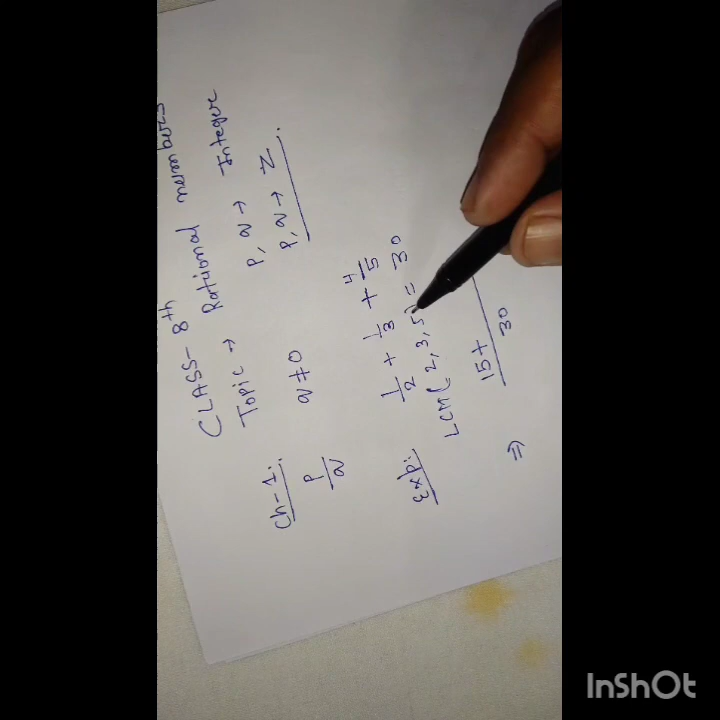 CLASS- 8th
Topic → Rational numbers
Ch-1:. p/q q≠0 p, q → Integer
p, q → Z.
Exp:. 1/2 + 1/3 + 4/5
LCM(2, 3, 5) = 30
⇒ 15+/30
InShOt